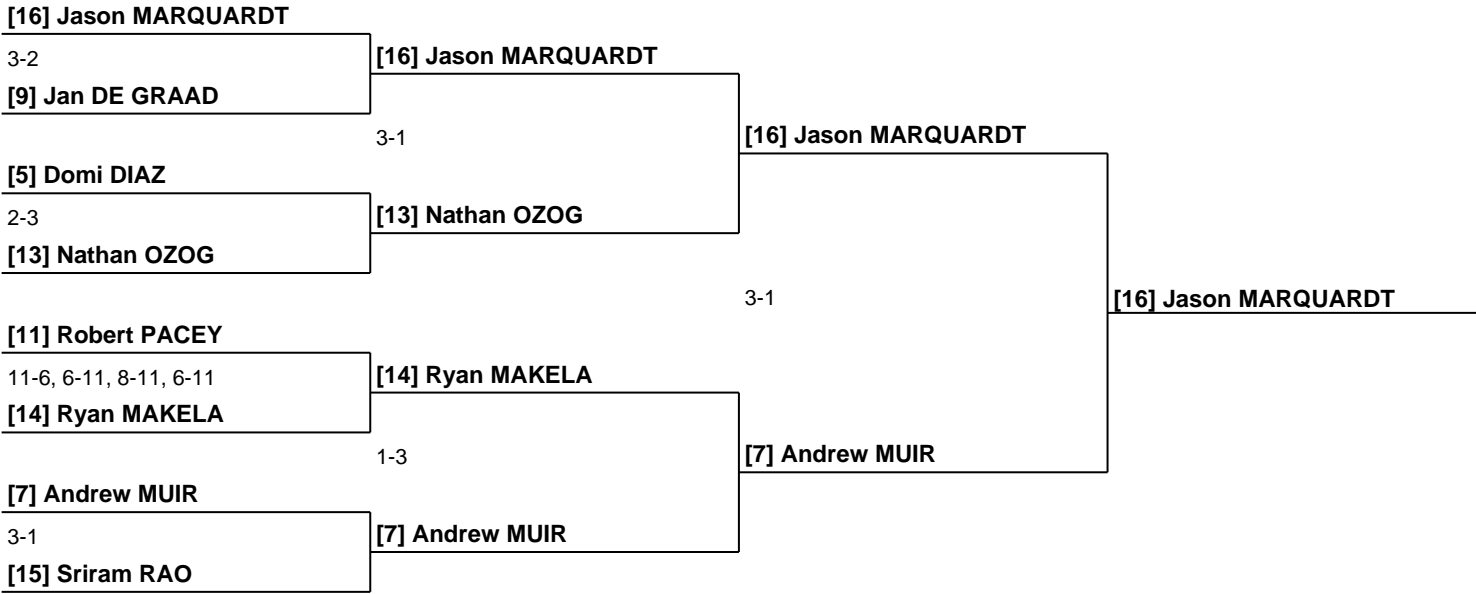 [16] Jason MARQUARDT
3-2
[16] Jason MARQUARDT
[9] Jan DE GRAAD
3-1
[16] Jason MARQUARDT
[5] Domi DIAZ
2-3
[13] Nathan OZOG
[13] Nathan OZOG
3-1
[16] Jason MARQUARDT
[11] Robert PACEY
11-6, 6-11, 8-11, 6-11
[14] Ryan MAKELA
[14] Ryan MAKELA
1-3
[7] Andrew MUIR
[7] Andrew MUIR
3-1
[7] Andrew MUIR
[15] Sriram RAO